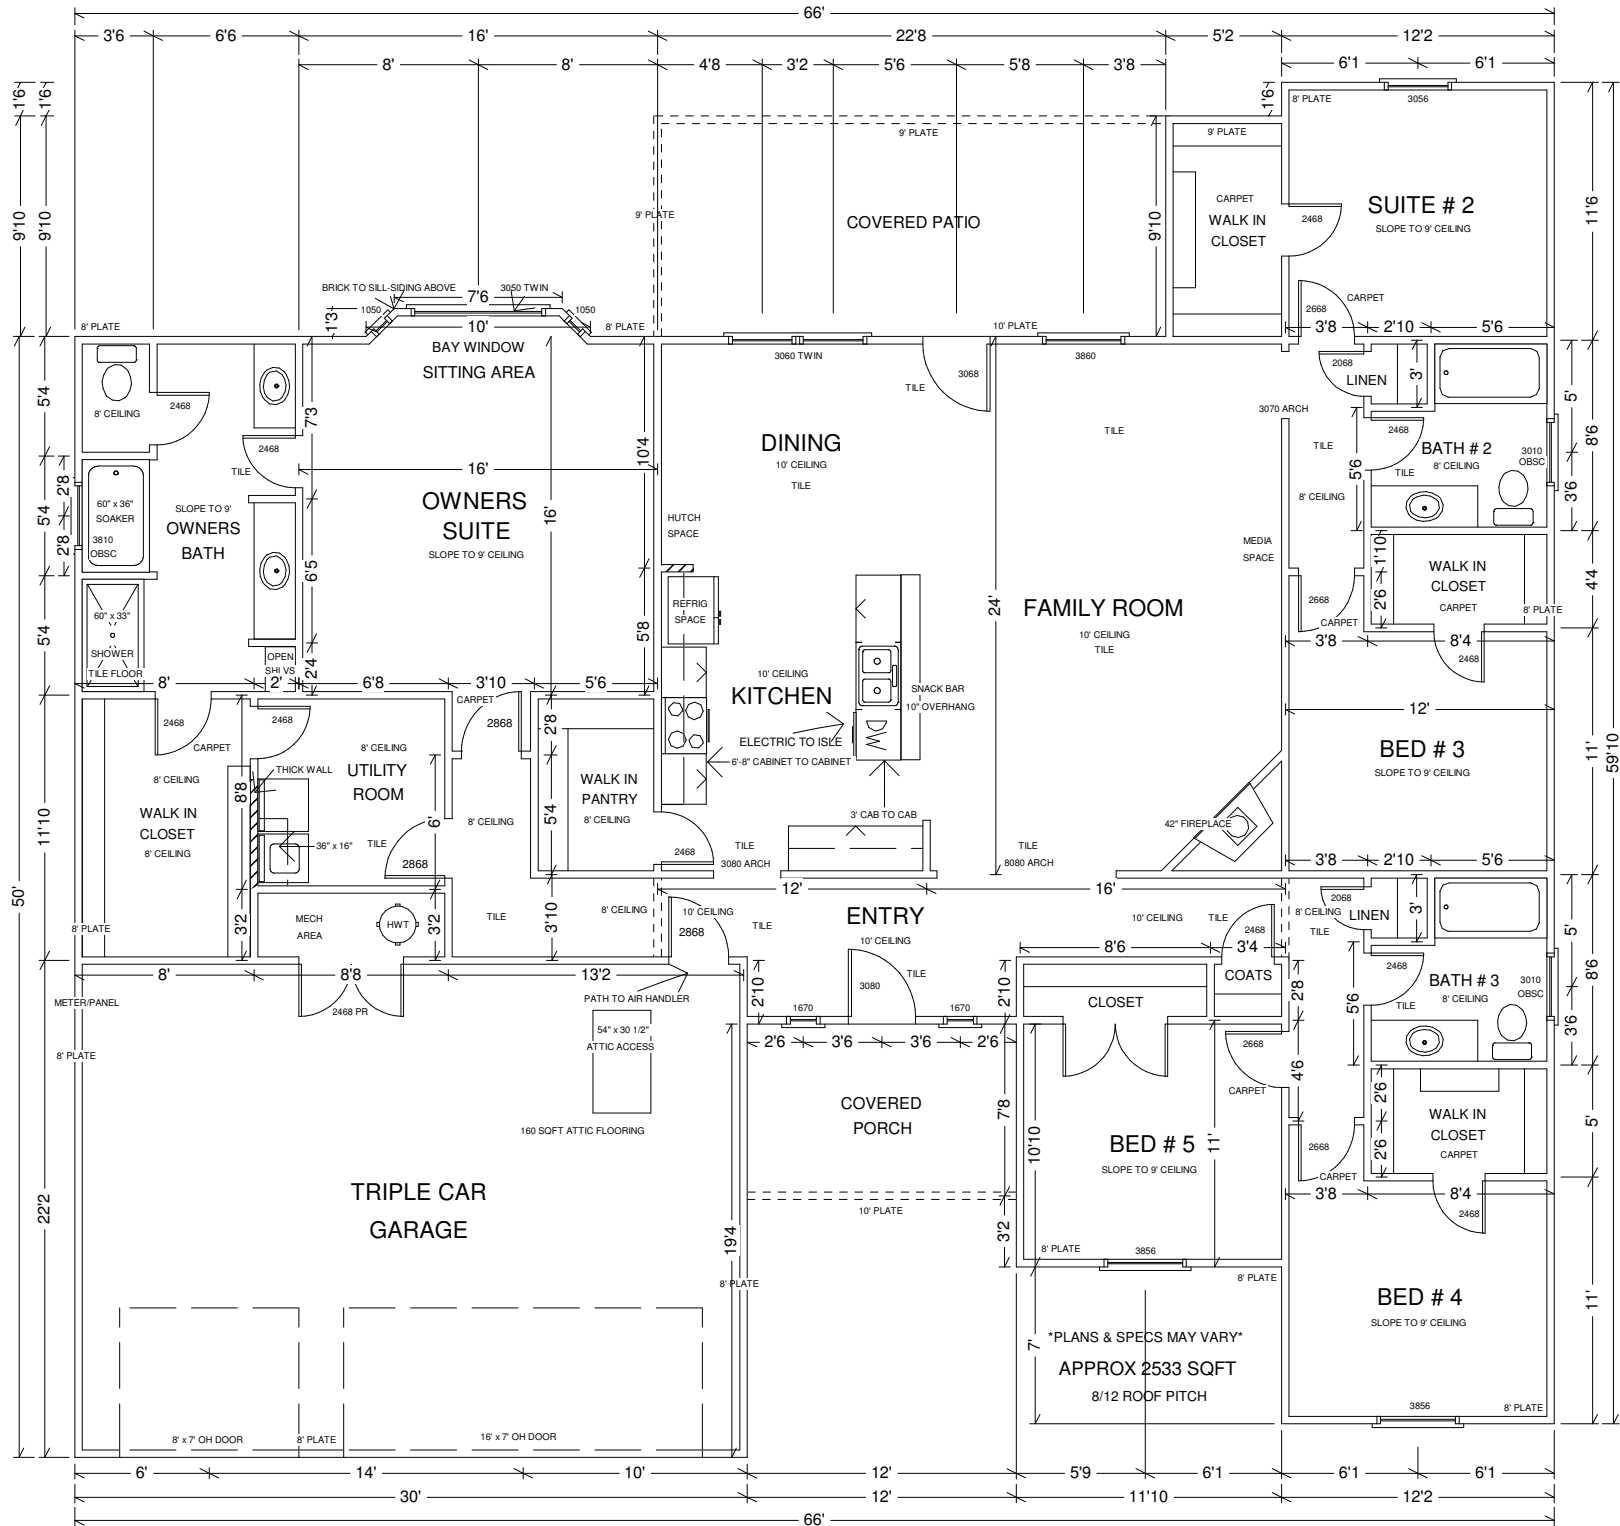 66'
3'6 6'6 16' 22'8 5'2 12'2
8' 8' 4'8 3'2 5'6 5'8 3'8 6'1 6'1
1'6 1'6 1'6
8' PLATE 3056
9' PLATE 9' PLATE
9'10 9'10 9'10 11'6
CARPET
WALK IN
CLOSET
2468
SUITE # 2
SLOPE TO 9' CEILING
9' PLATE
COVERED PATIO
BRICK TO SILL-SIDING ABOVE
7'6
3050 TWIN
1050 1050
1'3
10'
8' PLATE 8' PLATE 10' PLATE
2668
CARPET
3'8 2'10 5'6
BAY WINDOW
SITTING AREA
3060 TWIN
3860
3068
TILE
2068
LINEN
3'
5'4
8' CEILING
2468
2468
TILE
7'3
10'4
DINING
10' CEILING
TILE
TILE
3070 ARCH
TILE
2468
BATH # 2
8' CEILING
TILE
3010
OBSC
5'
8'6
3'6
5'6
8' CEILING
16'
16'
OWNERS
SUITE
SLOPE TO 9' CEILING
60" x 36"
SOAKER
3810
OBSC
2'8
2'8
5'4
SLOPE TO 9'
OWNERS
BATH
6'5
HUTCH
SPACE
MEDIA
SPACE
1'10
2'6
WALK IN
CLOSET
CARPET
8' PLATE
4'4
2668
CARPET
3'8 8'4
2468
60" x 33"
SHOWER
TILE FLOOR
5'4
OPEN
SHLVS
2'4
REFRIG
SPACE
5'8
24'
FAMILY ROOM
10' CEILING
TILE
10' CEILING
KITCHEN
SNACK BAR
10" OVERHANG
ELECTRIC TO ISLE
6'-8" CABINET TO CABINET
3' CAB TO CAB
8' 2' 6'8 3'10 5'6
CARPET
2868
2'8
2468
CARPET
2468
8' CEILING
UTILITY
ROOM
THICK WALL
8' CEILING
WALK IN
CLOSET
8' CEILING
8'8
6'
36" x 16"
TILE
2868
8' CEILING
5'4
WALK IN
PANTRY
8' CEILING
2468
TILE
3080 ARCH
TILE
8080 ARCH
42" FIREPLACE
12'
BED # 3
SLOPE TO 9' CEILING
11'
59'10
3'8 2'10 5'6
11'10
50'
3'2
8' PLATE
MECH
AREA
HWT
3'2
TILE
3'10
8' CEILING
12' 16'
10' CEILING
2868
TILE
ENTRY
10' CEILING
TILE
10' CEILING
TILE
2468
8' CEILING
TILE
2068
LINEN
3'
8'6 3'4
COATS
8' 8'8 13'2
METER/PANEL
2468 PR
PATH TO AIR HANDLER
2'10
1670
3080
1670
2'10
CLOSET
2'8
2468
BATH # 3
8' CEILING
TILE
3010
OBSC
5'
8'6
3'6
5'6
8' PLATE
54" x 30 1/2"
ATTIC ACCESS
160 SQFT ATTIC FLOORING
2'6 3'6 3'6 2'6
COVERED
PORCH
7'8
10'10
2668
CARPET
4'6
BED # 5
SLOPE TO 9' CEILING
11'
2'6
2'6
WALK IN
CLOSET
CARPET
5'
2668
CARPET
3'8 8'4
2468
TRIPLE CAR
GARAGE
22'2
19'4
10' PLATE
3'2
8' PLATE
3856
8' PLATE
8' PLATE
BED # 4
SLOPE TO 9' CEILING
11'
*PLANS & SPECS MAY VARY*
APPROX 2533 SQFT
8/12 ROOF PITCH
7'
3856
8' PLATE
8' x 7' OH DOOR
8' PLATE
16' x 7' OH DOOR
6' 14' 10' 12' 5'9 6'1 6'1 6'1
30' 12' 11'10 12'2
66'